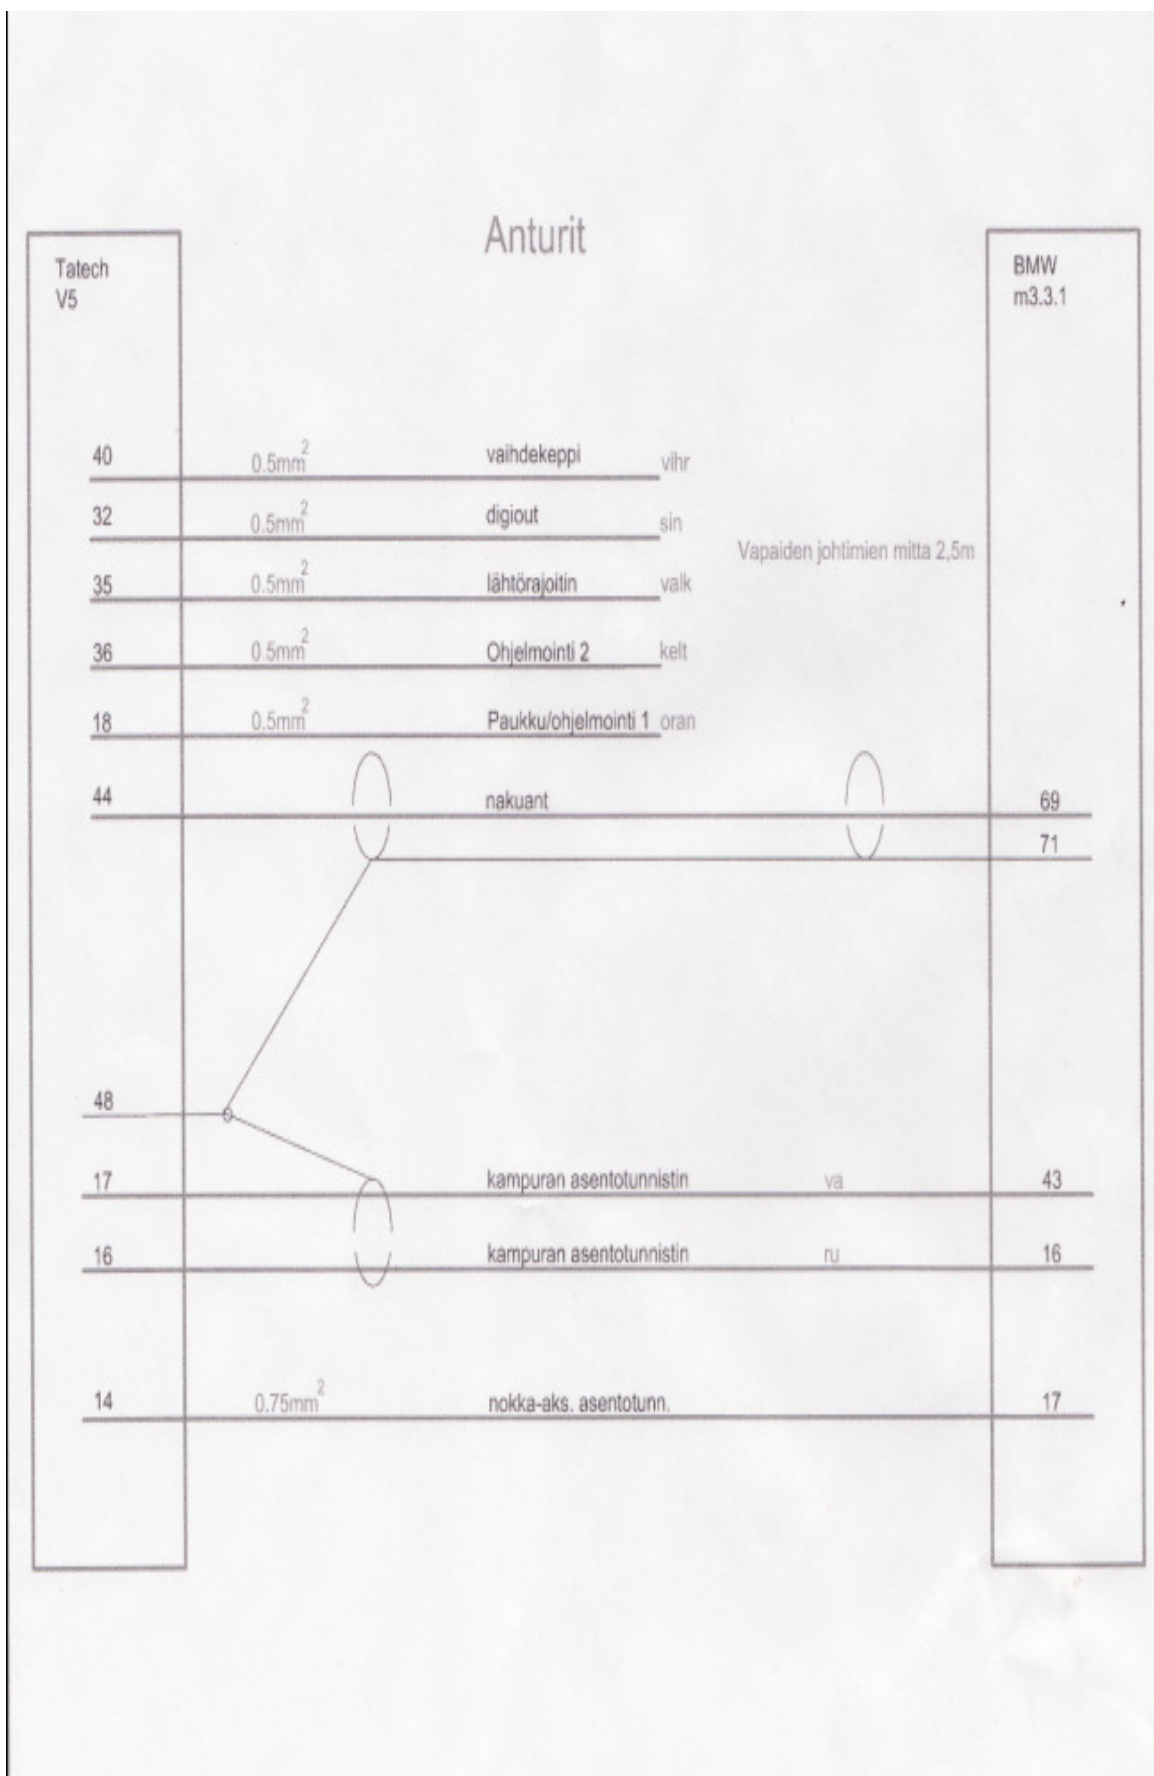 Anturit
Tatech
V5
BMW
m3.3.1
40 0.5mm² vaihdekeppi vihr
32 0.5mm² digiout sin
Vapaiden johtimien mitta 2,5m
35 0.5mm² lähtörajoitin valk
36 0.5mm² Ohjelmointi 2 kelt
18 0.5mm² Paukku/ohjelmointi 1 oran
44 nakuant 69
71
48
17 kampuran asentotunnistin va 43
16 kampuran asentotunnistin ru 16
14 0.75mm² nokka-aks. asentotunn. 17